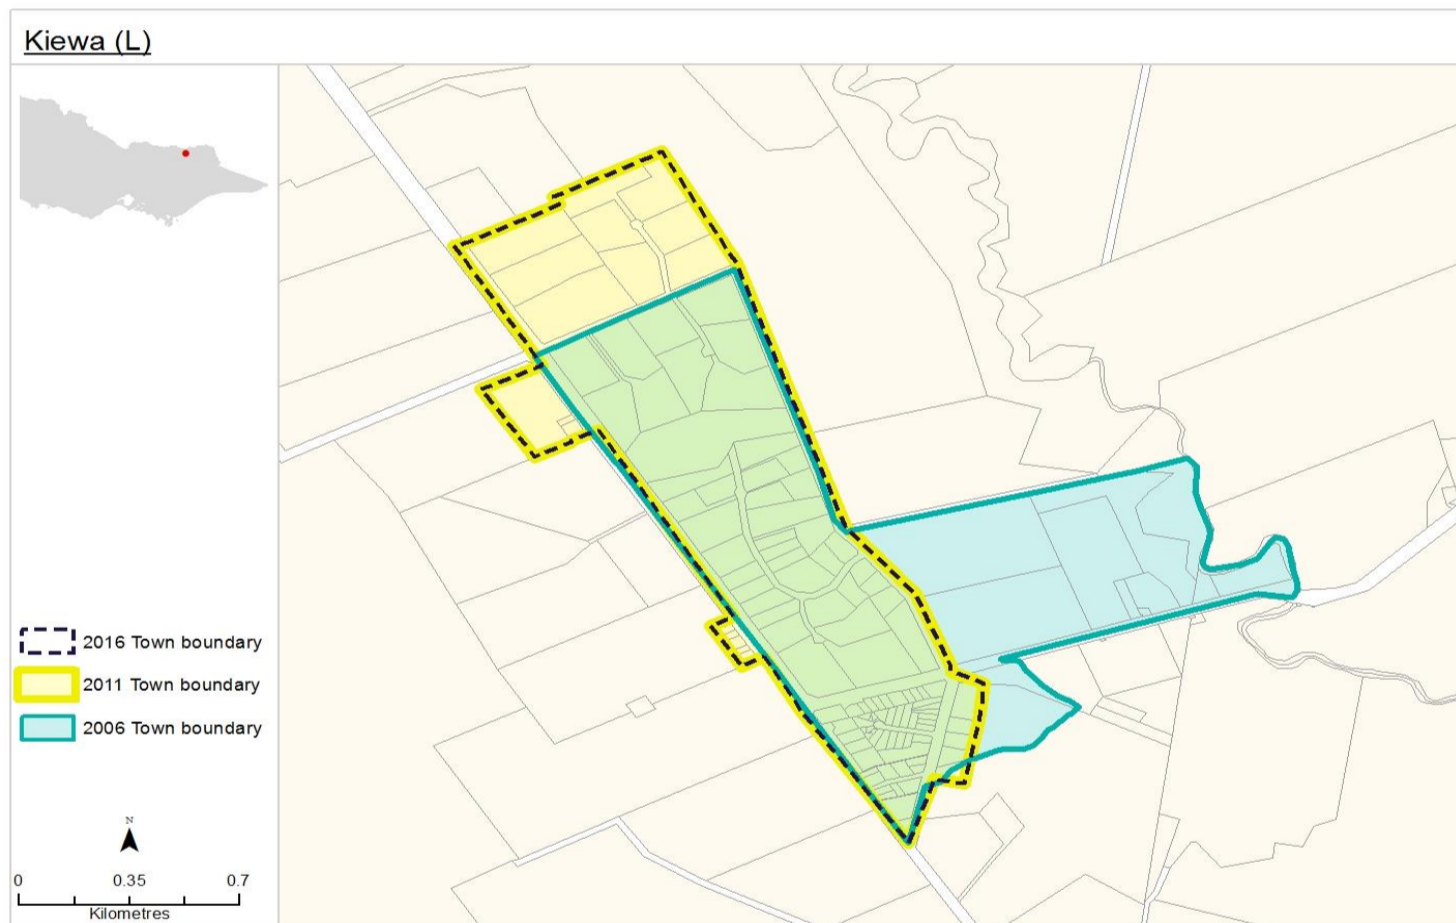 Kiewa (L)
2016 Town boundary
2011 Town boundary
2006 Town boundary
N
0 0.35 0.7
Kilometres